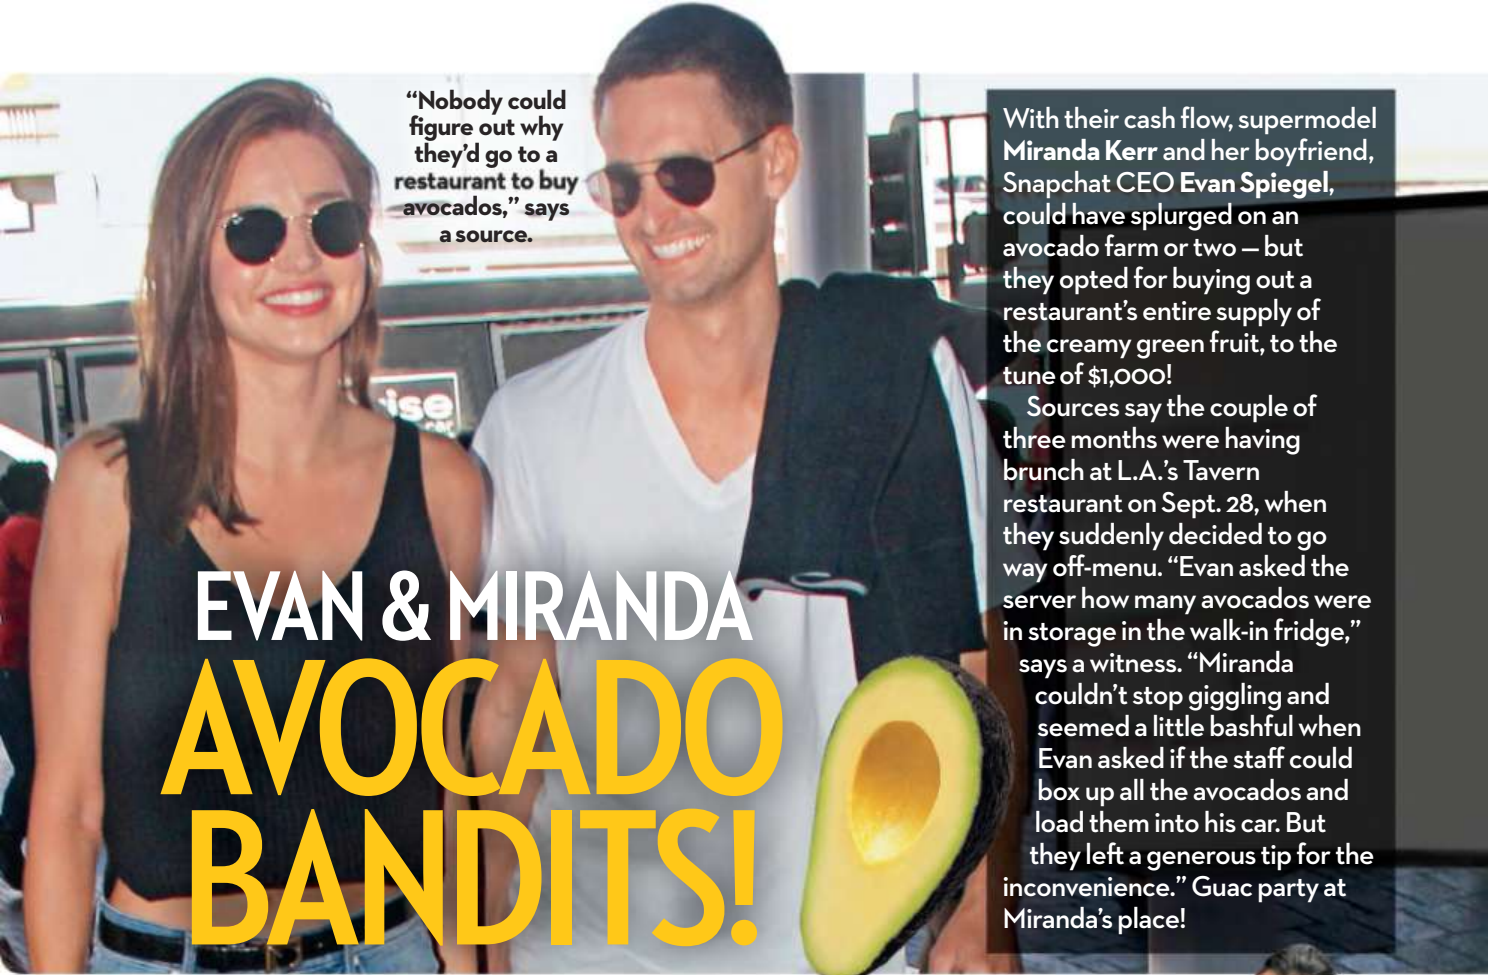 “Nobody could
figure out why
they’d go to a
restaurant to buy
avocados,” says
a source.
ise
car
EVAN & MIRANDA
AVOCADO
BANDITS!
With their cash flow, supermodel
Miranda Kerr and her boyfriend,
Snapchat CEO Evan Spiegel,
could have splurged on an
avocado farm or two — but
they opted for buying out a
restaurant’s entire supply of
the creamy green fruit, to the
tune of $1,000!
Sources say the couple of
three months were having
brunch at L.A.’s Tavern
restaurant on Sept. 28, when
they suddenly decided to go
way off-menu. “Evan asked the
server how many avocados were
in storage in the walk-in fridge,”
says a witness. “Miranda
couldn’t stop giggling and
seemed a little bashful when
Evan asked if the staff could
box up all the avocados and
load them into his car. But
they left a generous tip for the
inconvenience.” Guac party at
Miranda’s place!